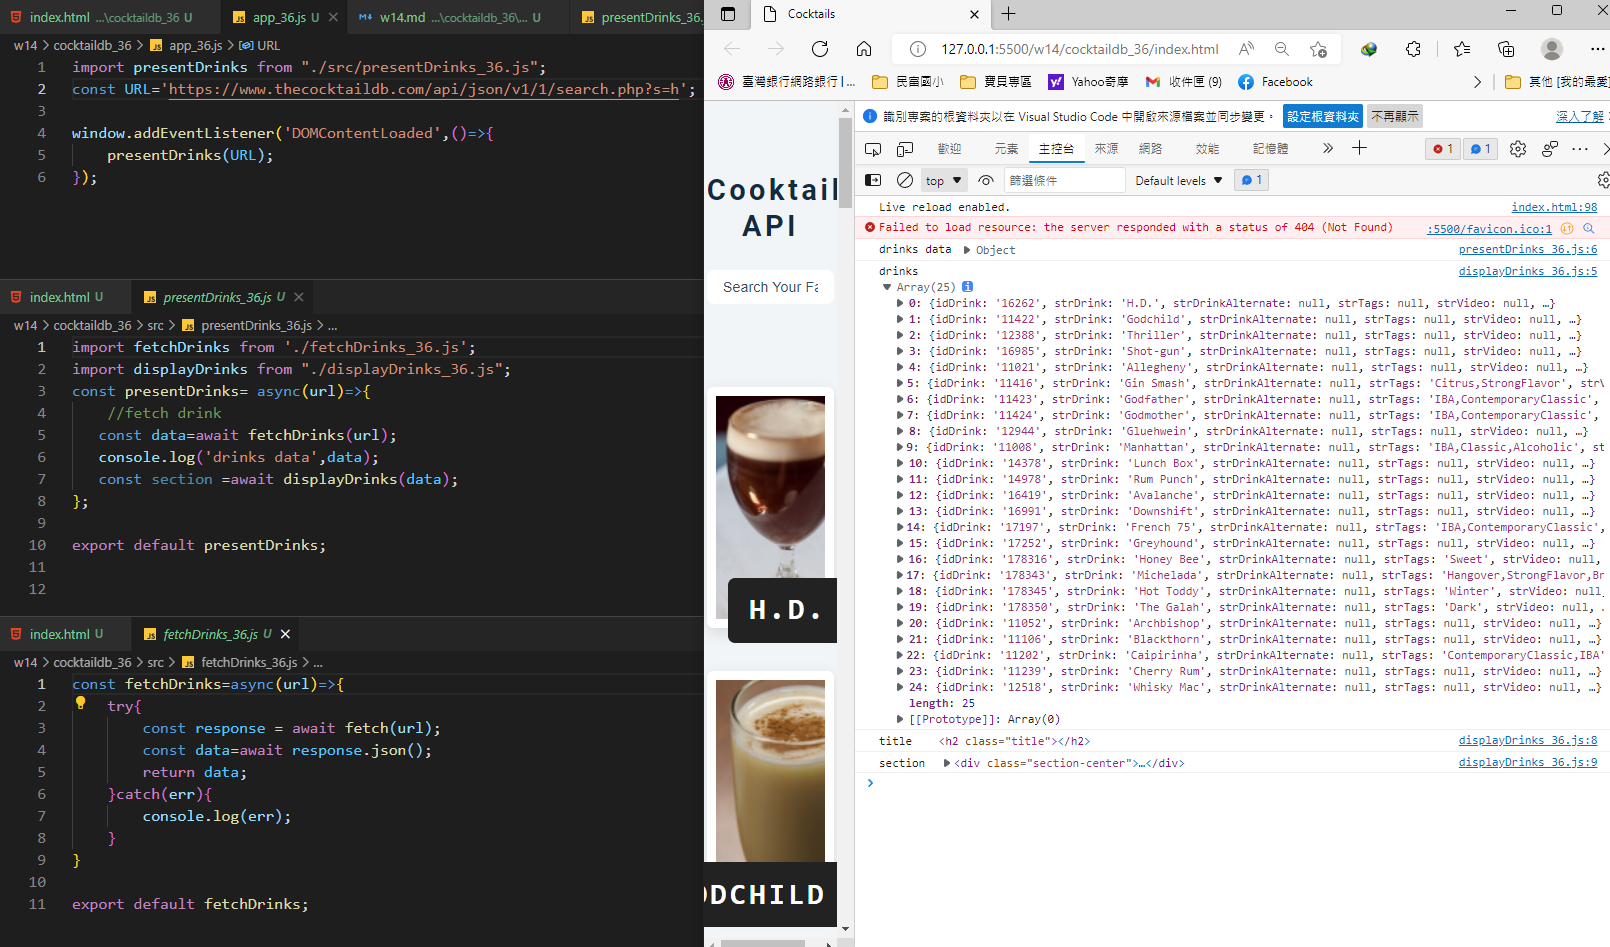 index.html ...\cocktaildb_36 U
app_36.js U
w14.md ...\cocktaildb_36\... U
presentDrinks_36.
w14 > cocktaildb_36 > app_36.js > URL
1 import presentDrinks from "./src/presentDrinks_36.js";
2 const URL='https://www.thecocktaildb.com/api/json/v1/1/search.php?s=h';
3
4 window.addEventListener('DOMContentLoaded',()=>{
5 presentDrinks(URL);
6 });
index.html U
presentDrinks_36.js U
w14 > cocktaildb_36 > src > presentDrinks_36.js > ...
1 import fetchDrinks from './fetchDrinks_36.js';
2 import displayDrinks from "./displayDrinks_36.js";
3 const presentDrinks= async(url)=>{
4 //fetch drink
5 const data=await fetchDrinks(url);
6 console.log('drinks data',data);
7 const section =await displayDrinks(data);
8 };
9
10 export default presentDrinks;
11
12
index.html U
fetchDrinks_36.js U
w14 > cocktaildb_36 > src > fetchDrinks_36.js > ...
1 const fetchDrinks=async(url)=>{
2 try{
3 const response = await fetch(url);
4 const data=await response.json();
5 return data;
6 }catch(err){
7 console.log(err);
8 }
9 }
10
11 export default fetchDrinks;
Cocktails
127.0.0.1:5500/w14/cocktaildb_36/index.html
臺灣銀行網路銀行 | ...
民富國小
寶貝專區
Yahoo奇摩
收件匣 (9)
Facebook
其他 [我的最愛
Cooktail
API
Search Your Fa
H.D.
DCHILD
識別專案的根資料夾以在 Visual Studio Code 中開啟來源檔案並同步變更。 設定根資料夾 不再顯示 深入了解
歡迎 元素 主控台 來源 網路 效能 記憶體 1 1
top 篩選條件 Default levels 1
Live reload enabled. index.html:98
Failed to load resource: the server responded with a status of 404 (Not Found) :5500/favicon.ico:1
drinks data Object presentDrinks 36.js:6
drinks displayDrinks 36.js:5
Array(25)
0: {idDrink: '16262', strDrink: 'H.D.', strDrinkAlternate: null, strTags: null, strVideo: null, …}
1: {idDrink: '11422', strDrink: 'Godchild', strDrinkAlternate: null, strTags: null, strVideo: null, …}
2: {idDrink: '12388', strDrink: 'Thriller', strDrinkAlternate: null, strTags: null, strVideo: null, …}
3: {idDrink: '16985', strDrink: 'Shot-gun', strDrinkAlternate: null, strTags: null, strVideo: null, …}
4: {idDrink: '11021', strDrink: 'Allegheny', strDrinkAlternate: null, strTags: null, strVideo: null, …}
5: {idDrink: '11416', strDrink: 'Gin Smash', strDrinkAlternate: null, strTags: 'Citrus,StrongFlavor', str
6: {idDrink: '11423', strDrink: 'Godfather', strDrinkAlternate: null, strTags: 'IBA,ContemporaryClassic',
7: {idDrink: '11424', strDrink: 'Godmother', strDrinkAlternate: null, strTags: 'IBA,ContemporaryClassic',
8: {idDrink: '12944', strDrink: 'Gluehwein', strDrinkAlternate: null, strTags: null, strVideo: null, …}
9: {idDrink: '11008', strDrink: 'Manhattan', strDrinkAlternate: null, strTags: 'IBA,Classic,Alcoholic', st
10: {idDrink: '14378', strDrink: 'Lunch Box', strDrinkAlternate: null, strTags: null, strVideo: null, …}
11: {idDrink: '14978', strDrink: 'Rum Punch', strDrinkAlternate: null, strTags: null, strVideo: null, …}
12: {idDrink: '16419', strDrink: 'Avalanche', strDrinkAlternate: null, strTags: null, strVideo: null, …}
13: {idDrink: '16991', strDrink: 'Downshift', strDrinkAlternate: null, strTags: null, strVideo: null, …}
14: {idDrink: '17197', strDrink: 'French 75', strDrinkAlternate: null, strTags: 'IBA,ContemporaryClassic',
15: {idDrink: '17252', strDrink: 'Greyhound', strDrinkAlternate: null, strTags: null, strVideo: null, …}
16: {idDrink: '178316', strDrink: 'Honey Bee', strDrinkAlternate: null, strTags: 'Sweet', strVideo: null,
17: {idDrink: '178343', strDrink: 'Michelada', strDrinkAlternate: null, strTags: 'Hangover,StrongFlavor,Br
18: {idDrink: '178345', strDrink: 'Hot Toddy', strDrinkAlternate: null, strTags: 'Winter', strVideo: null,
19: {idDrink: '178350', strDrink: 'The Galah', strDrinkAlternate: null, strTags: 'Dark', strVideo: null, .
20: {idDrink: '11052', strDrink: 'Archbishop', strDrinkAlternate: null, strTags: null, strVideo: null, …}
21: {idDrink: '11106', strDrink: 'Blackthorn', strDrinkAlternate: null, strTags: null, strVideo: null, …}
22: {idDrink: '11202', strDrink: 'Caipirinha', strDrinkAlternate: null, strTags: 'ContemporaryClassic,IBA'
23: {idDrink: '11239', strDrink: 'Cherry Rum', strDrinkAlternate: null, strTags: null, strVideo: null, …}
24: {idDrink: '12518', strDrink: 'Whisky Mac', strDrinkAlternate: null, strTags: null, strVideo: null, …}
length: 25
[[Prototype]]: Array(0)
title <h2 class="title"></h2> displayDrinks 36.js:8
section <div class="section-center">…</div> displayDrinks 36.js:9